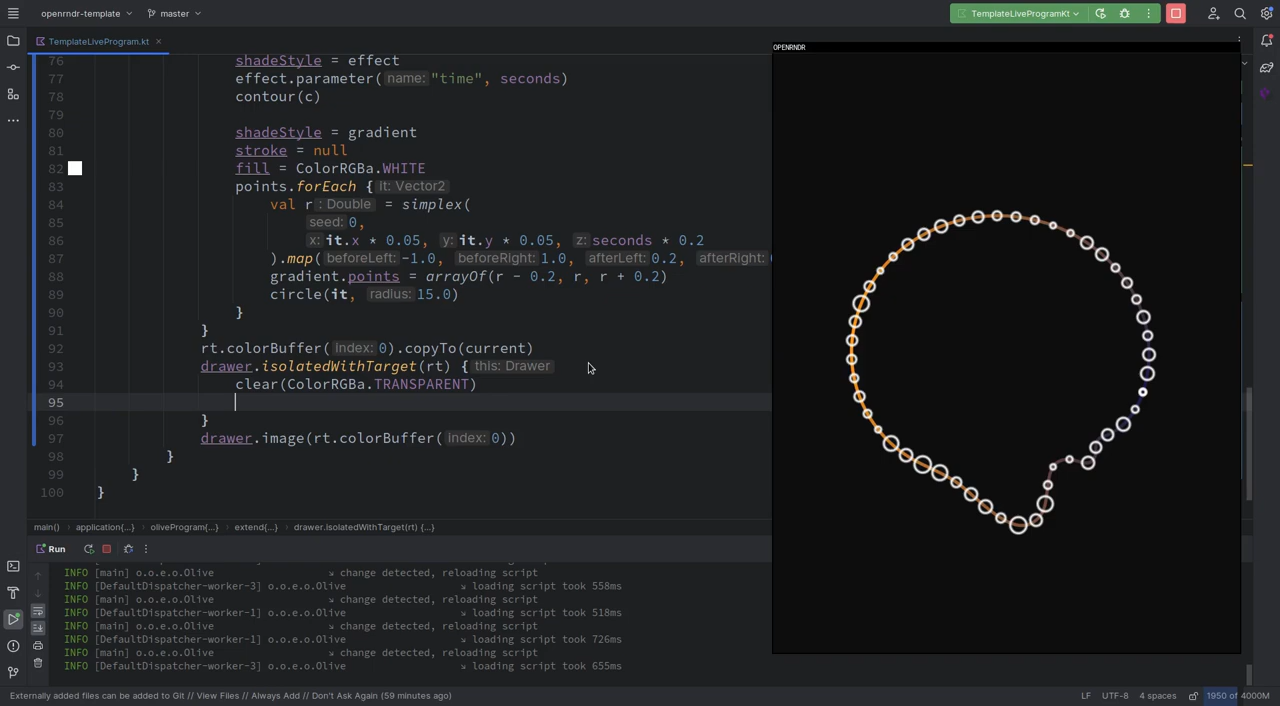 openrndr-template
master
TemplateLiveProgramKt
TemplateLiveProgram.kt
OPENRNDR
76 shadeStyle = effect
77 effect.parameter( name: "time", seconds)
78 contour(c)
79
80 shadeStyle = gradient
81 stroke = null
82 fill = ColorRGBa.WHITE
83 points.forEach { it: Vector2
84 val r : Double = simplex(
85 seed: 0,
86 x: it.x * 0.05, y: it.y * 0.05, z: seconds * 0.2
87 ).map( beforeLeft: -1.0, beforeRight: 1.0, afterLeft: 0.2, afterRight:
88 gradient.points = arrayOf(r - 0.2, r, r + 0.2)
89 circle(it, radius: 15.0)
90 }
91 }
92 rt.colorBuffer( index: 0).copyTo(current)
93 drawer.isolatedWithTarget(rt) { this: Drawer
94 clear(ColorRGBa.TRANSPARENT)
95
96 }
97 drawer.image(rt.colorBuffer( index: 0))
98 }
99 }
100 }
main() application{...} oliveProgram{...} extend{...} drawer.isolatedWithTarget(rt) {...}
Run
INFO [main] o.o.e.o.Olive ↘ change detected, reloading script
INFO [DefaultDispatcher-worker-3] o.o.e.o.Olive ↘ loading script took 558ms
INFO [main] o.o.e.o.Olive ↘ change detected, reloading script
INFO [DefaultDispatcher-worker-1] o.o.e.o.Olive ↘ loading script took 518ms
INFO [main] o.o.e.o.Olive ↘ change detected, reloading script
INFO [DefaultDispatcher-worker-1] o.o.e.o.Olive ↘ loading script took 726ms
INFO [main] o.o.e.o.Olive ↘ change detected, reloading script
INFO [DefaultDispatcher-worker-3] o.o.e.o.Olive ↘ loading script took 655ms
Externally added files can be added to Git // View Files // Always Add // Don't Ask Again (59 minutes ago)
LF UTF-8 4 spaces 1950 of 4000M